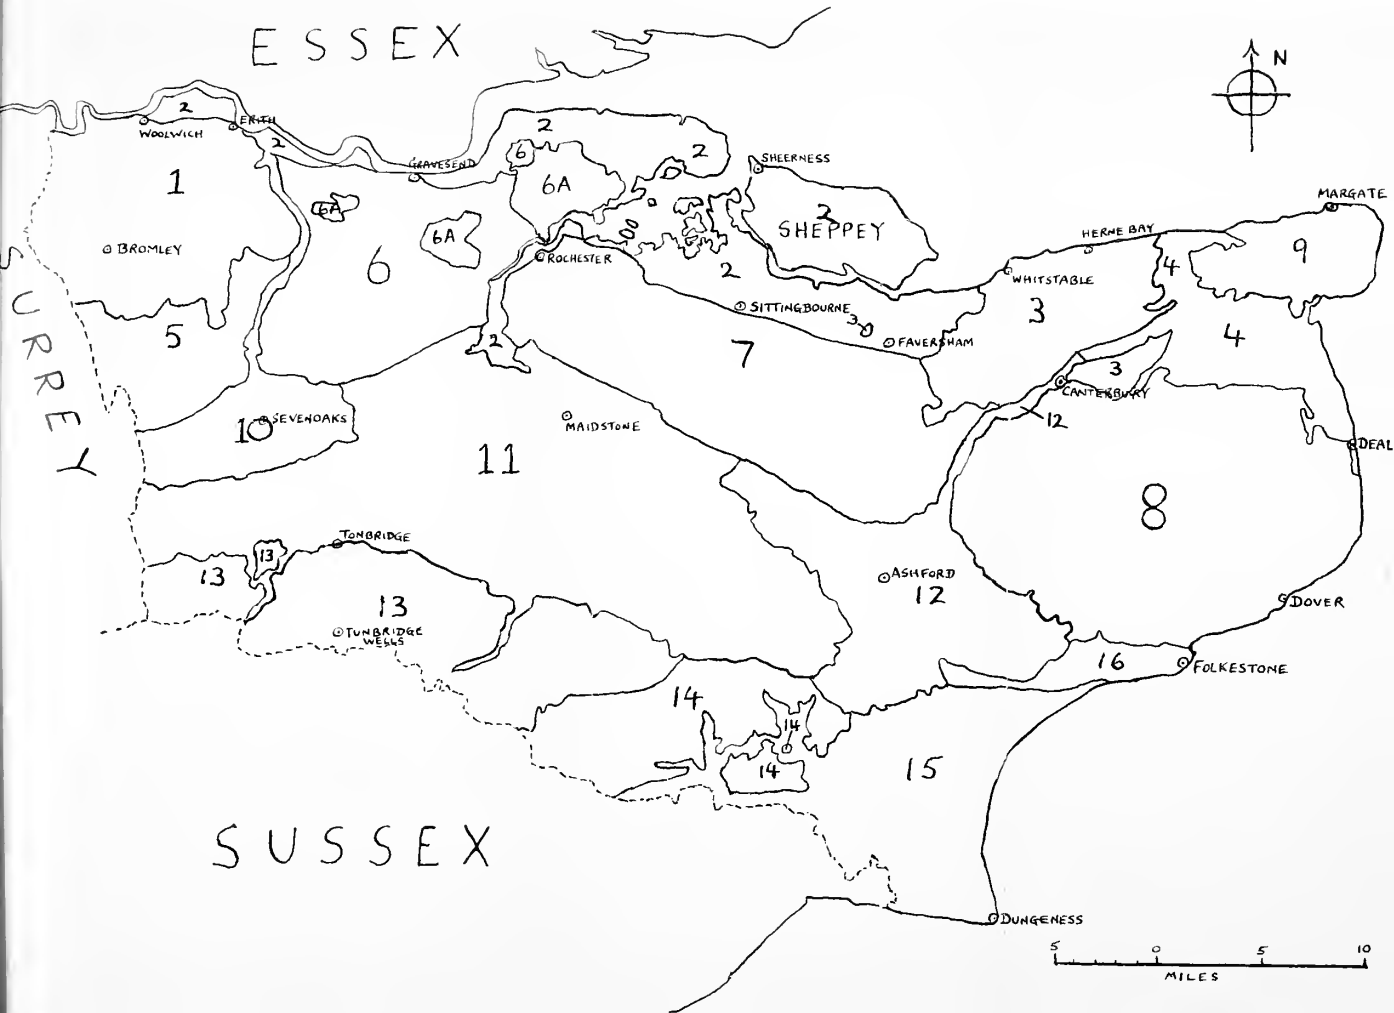 ESSEX
N
2
WOOLWICH
ERITH
2
2
2
GRAVESEND
6
6A
SHEERNESS
1
6A
6A
2
SHEPPEY
MARGATE
BROMLEY
6
ROCHESTER
2
HERNE BAY
9
4
WHITSTABLE
SURREY
SITTINGBOURNE
3
3
5
2
FAVERSHAM
4
7
3
CANTERBURY
10
SEVENOAKS
MAIDSTONE
12
DEAL
11
8
TONBRIDGE
13
13
13
ASHFORD
12
TUNBRIDGE
WELLS
DOVER
16
FOLKESTONE
14
14
14
15
SUSSEX
DUNGENESS
5 0 5 10
MILES